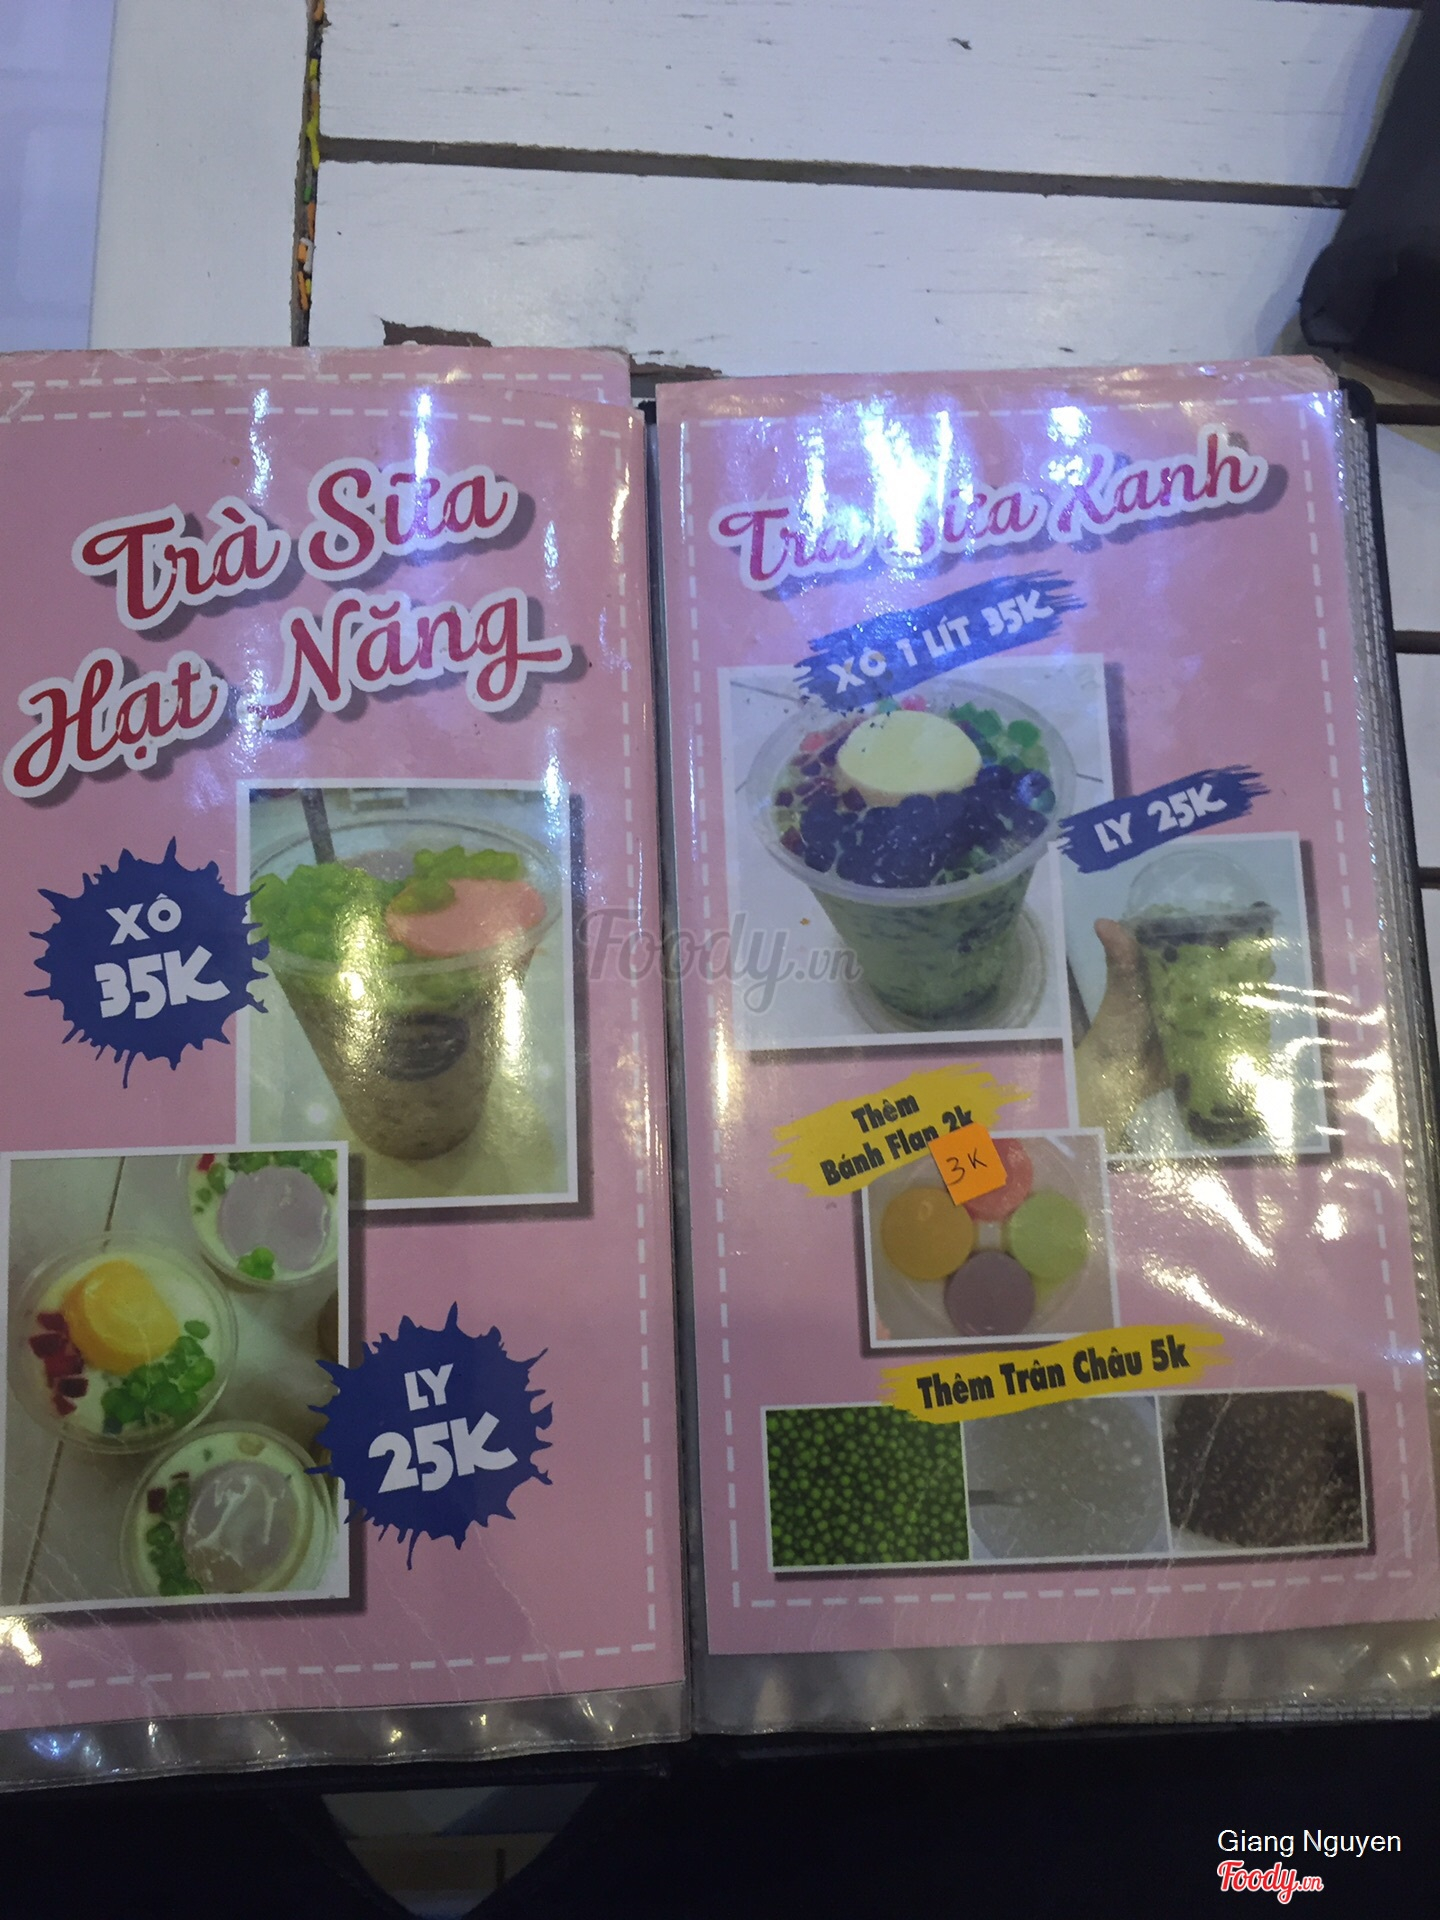 Trà Sữa
Hạt Năng
XÔ
35K
LY
25K
Trà Sữa Xanh
XÔ 1 LÍT 35K
LY 25K
Thêm
Bánh Flan 2k
3K
Thêm Trân Châu 5k
Foody.vn
Giang Nguyen
Foody.vn